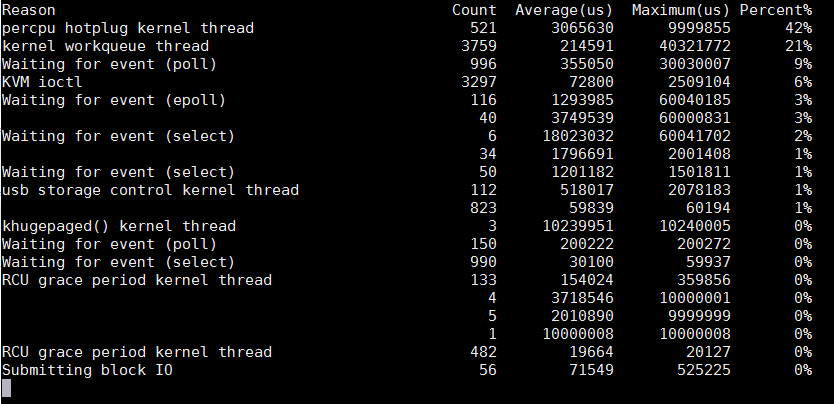 Reason Count Average(us) Maximum(us) Percent%
percpu hotplug kernel thread 521 3065630 9999855 42%
kernel workqueue thread 3759 214591 40321772 21%
Waiting for event (poll) 996 355050 30030007 9%
KVM ioctl 3297 72800 2509104 6%
Waiting for event (epoll) 116 1293985 60040185 3%
40 3749539 60000831 3%
Waiting for event (select) 6 18023032 60041702 2%
34 1796691 2001408 1%
Waiting for event (select) 50 1201182 1501811 1%
usb storage control kernel thread 112 518017 2078183 1%
823 59839 60194 1%
khugepaged() kernel thread 3 10239951 10240005 0%
Waiting for event (poll) 150 200222 200272 0%
Waiting for event (select) 990 30100 59937 0%
RCU grace period kernel thread 133 154024 359856 0%
4 3718546 10000001 0%
5 2010890 9999999 0%
1 10000008 10000008 0%
RCU grace period kernel thread 482 19664 20127 0%
Submitting block IO 56 71549 525225 0%